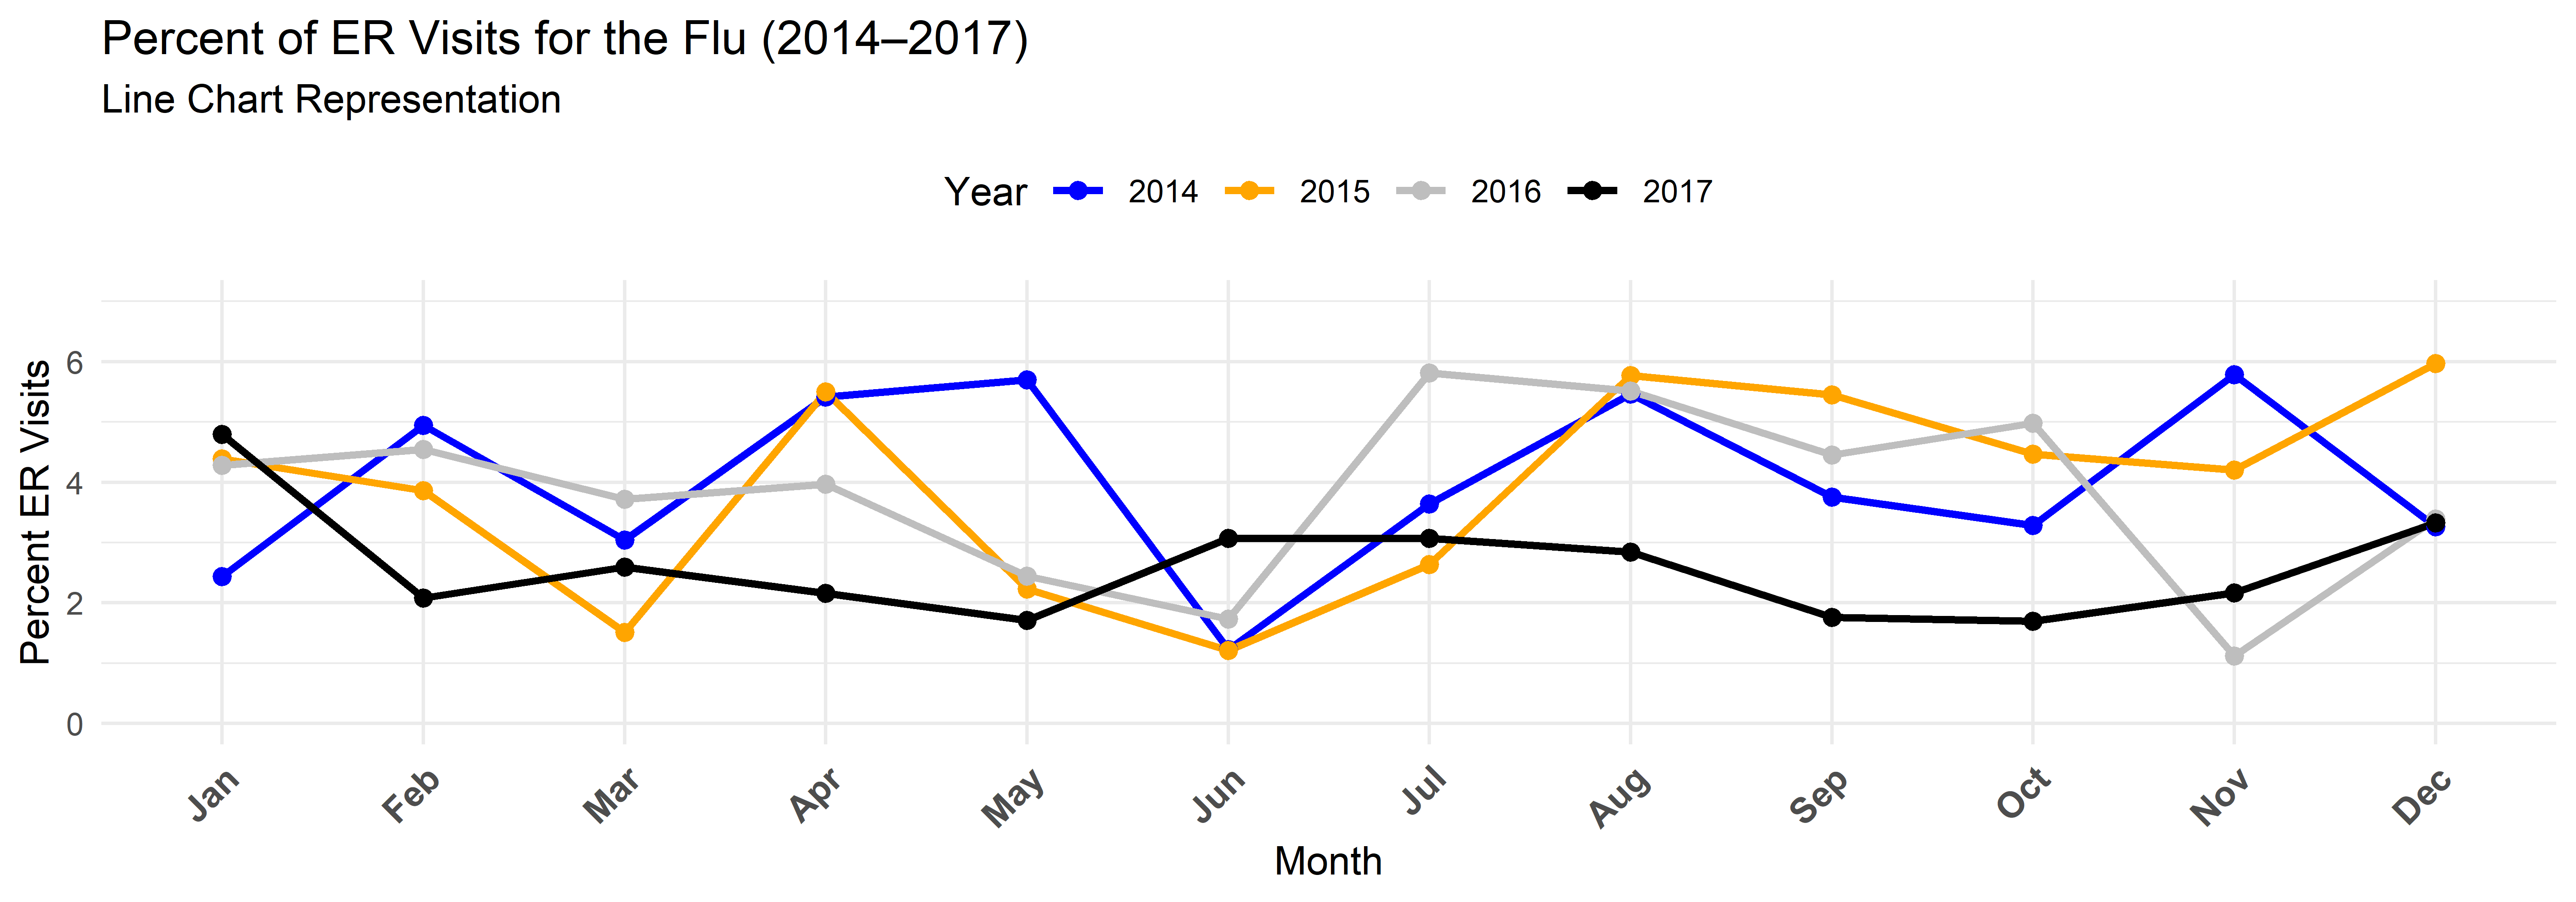 Percent of ER Visits for the Flu (2014–2017)
Line Chart Representation
Year 2014 2015 2016 2017
Percent ER Visits
6
4
2
0
Jan Feb Mar Apr May Jun Jul Aug Sep Oct Nov Dec
Month